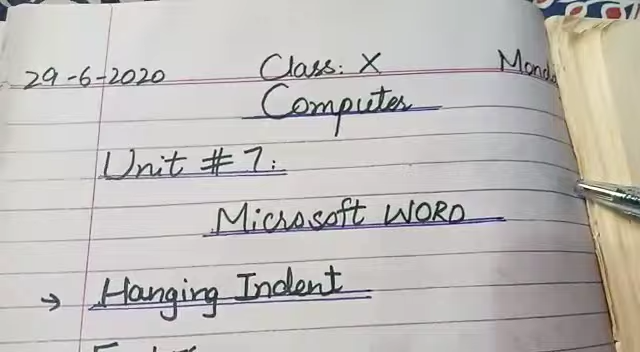 29-6-2020 Class: X
Computer
Unit # 7:
Microsoft WORD
→ Hanging Indent